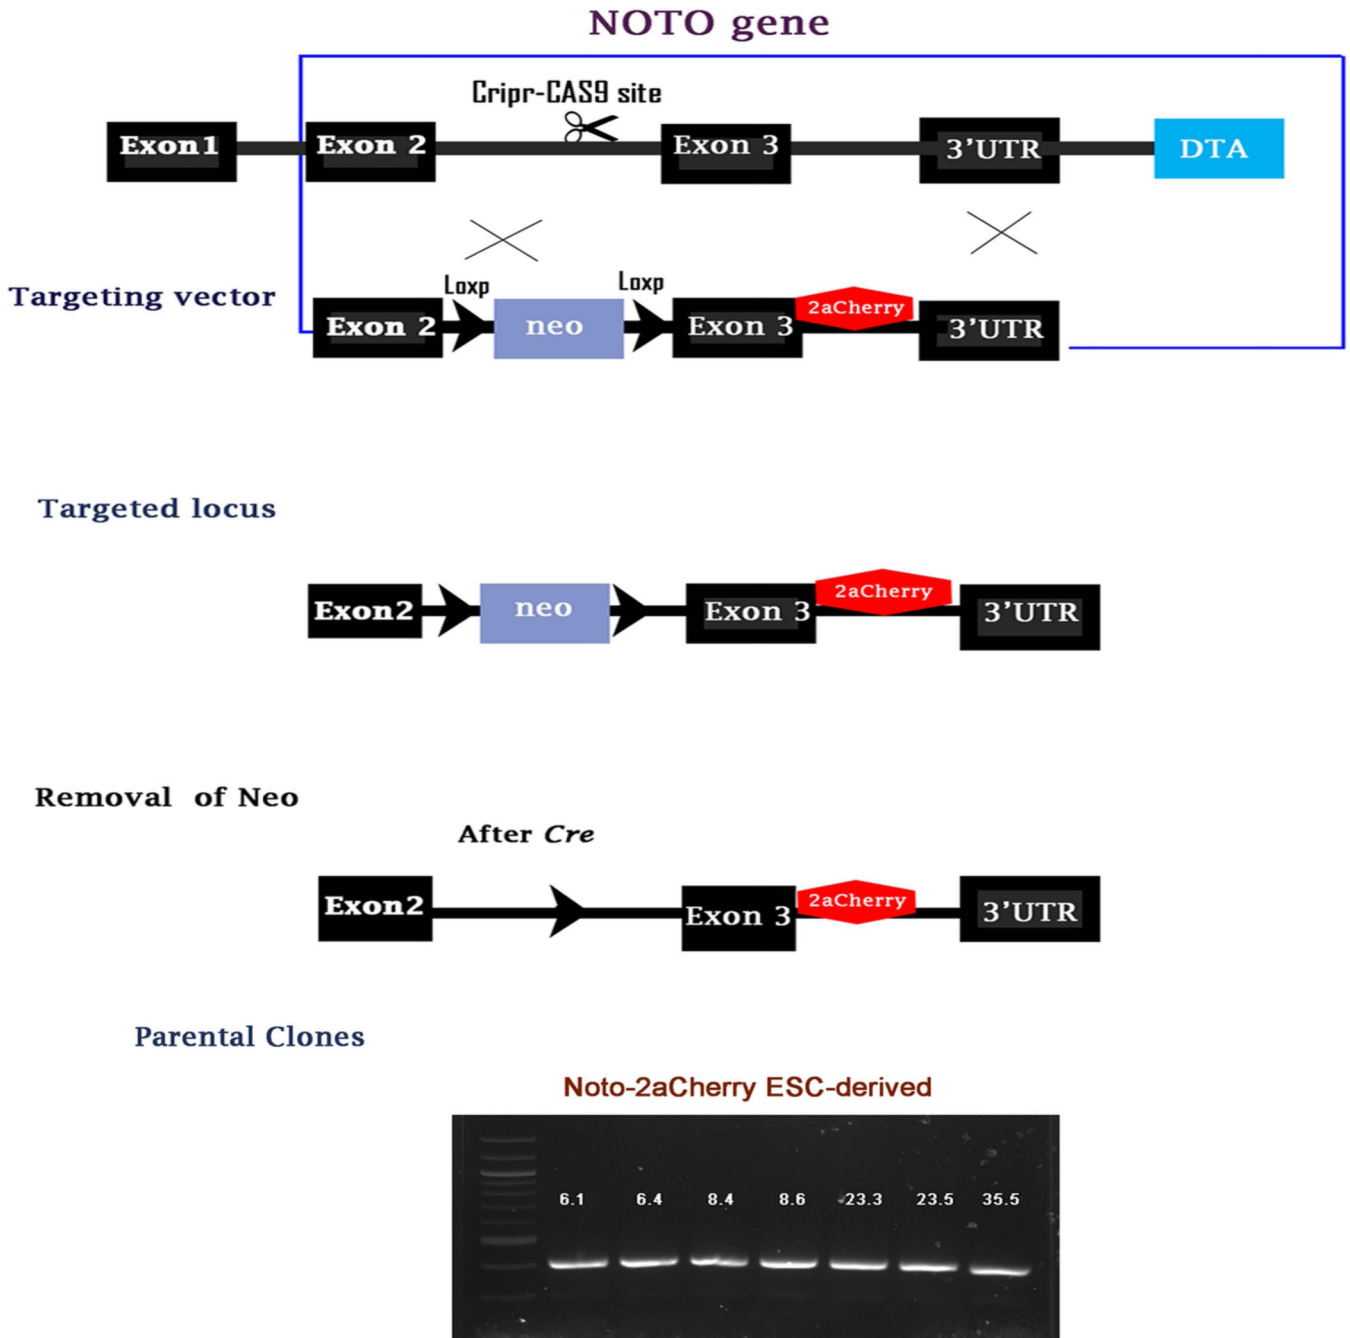 NOTO gene
Cripr-CAS9 site
Exon1 Exon 2 Exon 3 3'UTR DTA
Targeting vector
Loxp Loxp
Exon 2 neo Exon 3 2aCherry 3'UTR
Targeted locus
Exon2 neo Exon 3 2aCherry 3'UTR
Removal of Neo
After Cre
Exon2 Exon 3 2aCherry 3'UTR
Parental Clones
Noto-2aCherry ESC-derived
6.1 6.4 8.4 8.6 23.3 23.5 35.5